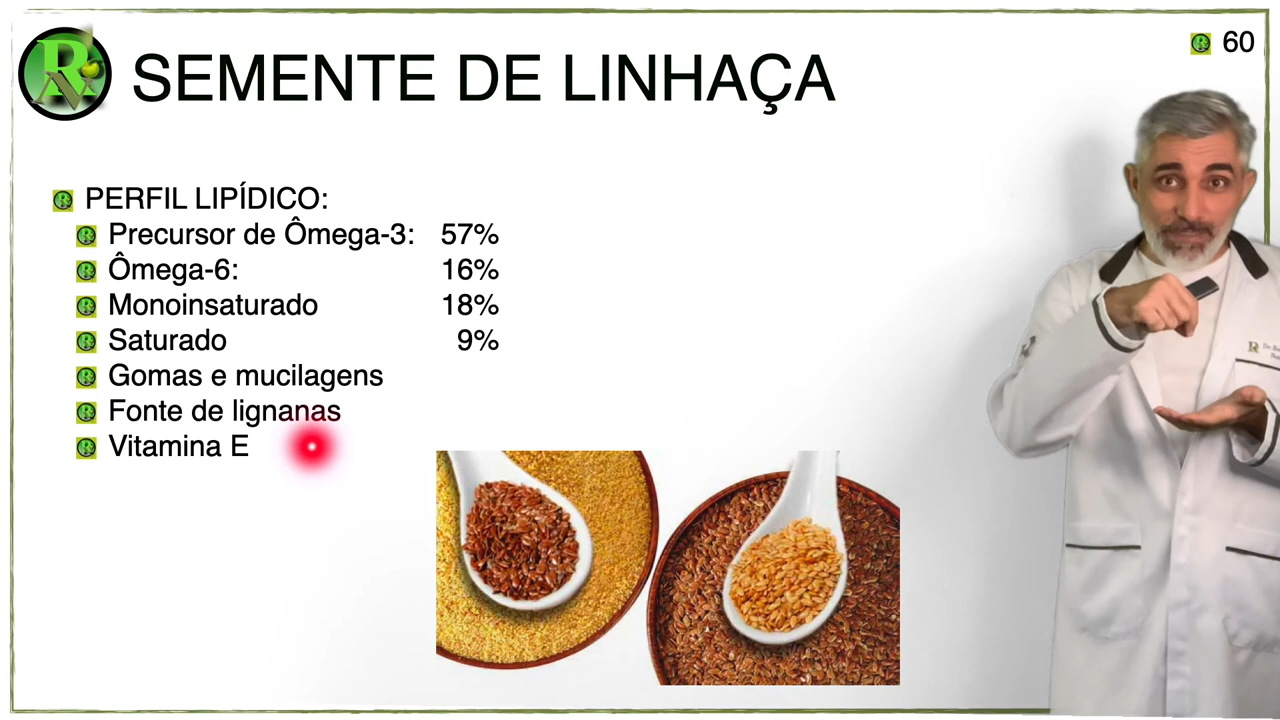 SEMENTE DE LINHAÇA
60
PERFIL LIPÍDICO:
Precursor de Ômega-3: 57%
Ômega-6: 16%
Monoinsaturado 18%
Saturado 9%
Gomas e mucilagens
Fonte de lignanas
Vitamina E